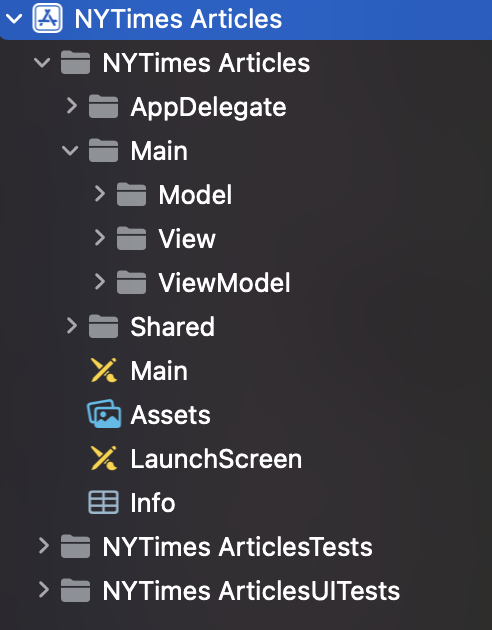 NYTimes Articles
NYTimes Articles
AppDelegate
Main
Model
View
ViewModel
Shared
Main
Assets
LaunchScreen
Info
NYTimes ArticlesTests
NYTimes ArticlesUITests